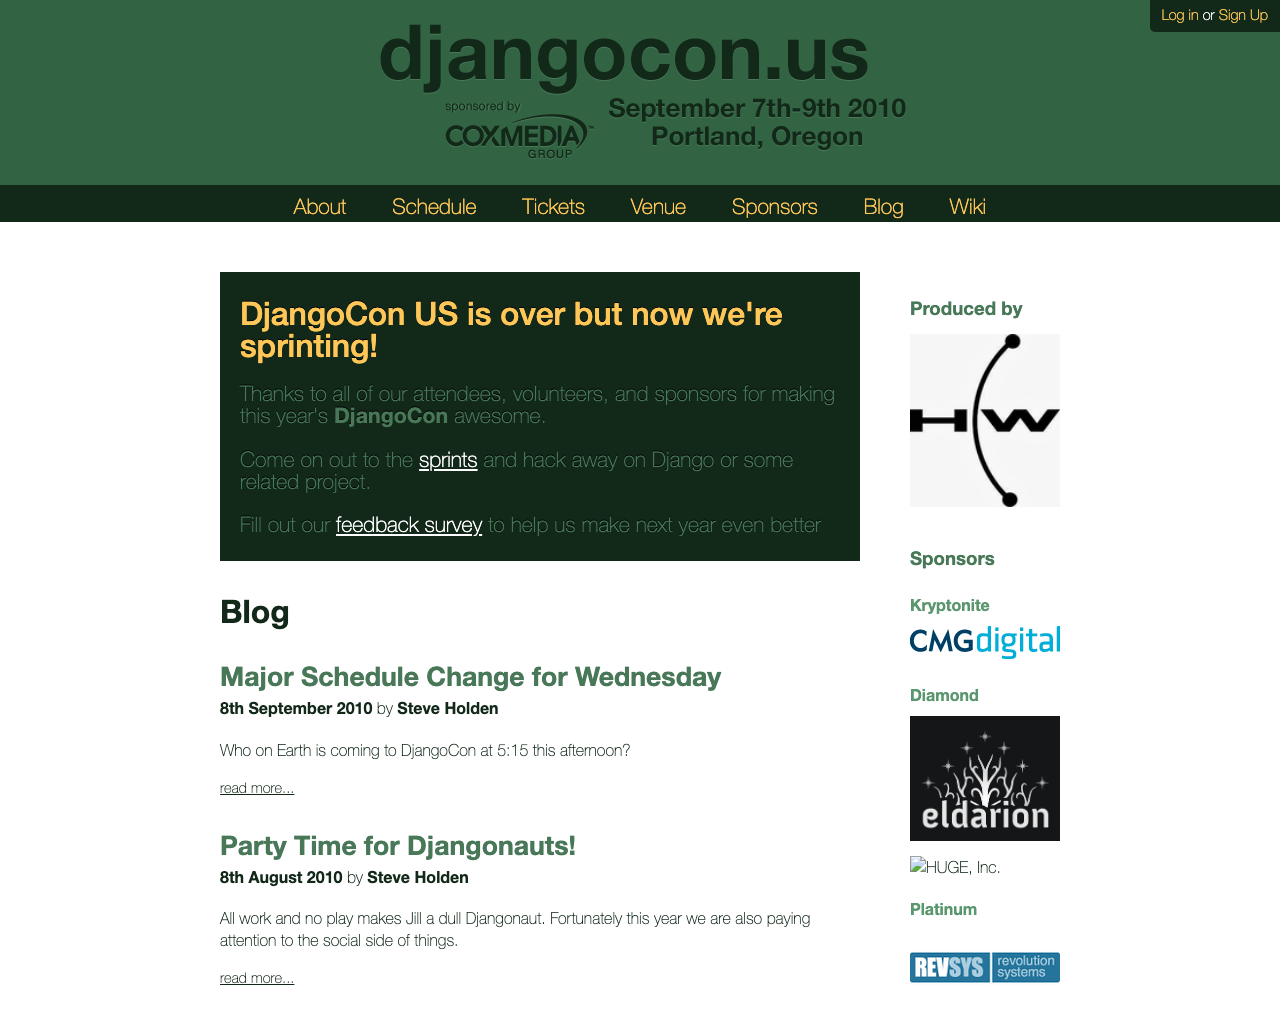 Log in or Sign Up
djangocon.us
sponsored by
COXMEDIA
GROUP
September 7th-9th 2010
Portland, Oregon
About Schedule Tickets Venue Sponsors Blog Wiki
DjangoCon US is over but now we're
sprinting!
Thanks to all of our attendees, volunteers, and sponsors for making
this year's DjangoCon awesome.
Come on out to the sprints and hack away on Django or some
related project.
Fill out our feedback survey to help us make next year even better
Blog
Major Schedule Change for Wednesday
8th September 2010 by Steve Holden
Who on Earth is coming to DjangoCon at 5:15 this afternoon?
read more...
Party Time for Djangonauts!
8th August 2010 by Steve Holden
All work and no play makes Jill a dull Djangonaut. Fortunately this year we are also paying
attention to the social side of things.
read more...
Produced by
HW
Sponsors
Kryptonite
CMGdigital
Diamond
eldarion
HUGE, Inc.
Platinum
REVSYS revolution
systems